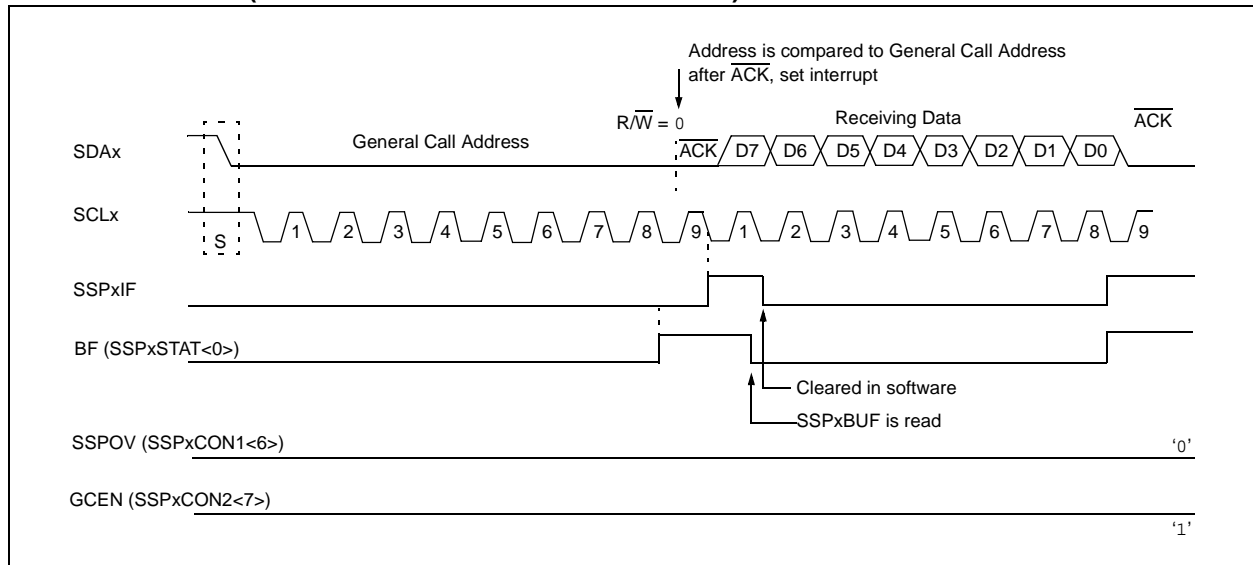 Address is compared to General Call Address
after ACK, set interrupt
R/W = 0
Receiving Data
ACK
SDAx
General Call Address
ACK D7 D6 D5 D4 D3 D2 D1 D0
SCLx
S
1 2 3 4 5 6 7 8 9 1 2 3 4 5 6 7 8 9
SSPxIF
BF (SSPxSTAT<0>)
Cleared in software
SSPxBUF is read
SSPOV (SSPxCON1<6>)
‘0’
GCEN (SSPxCON2<7>)
‘1’